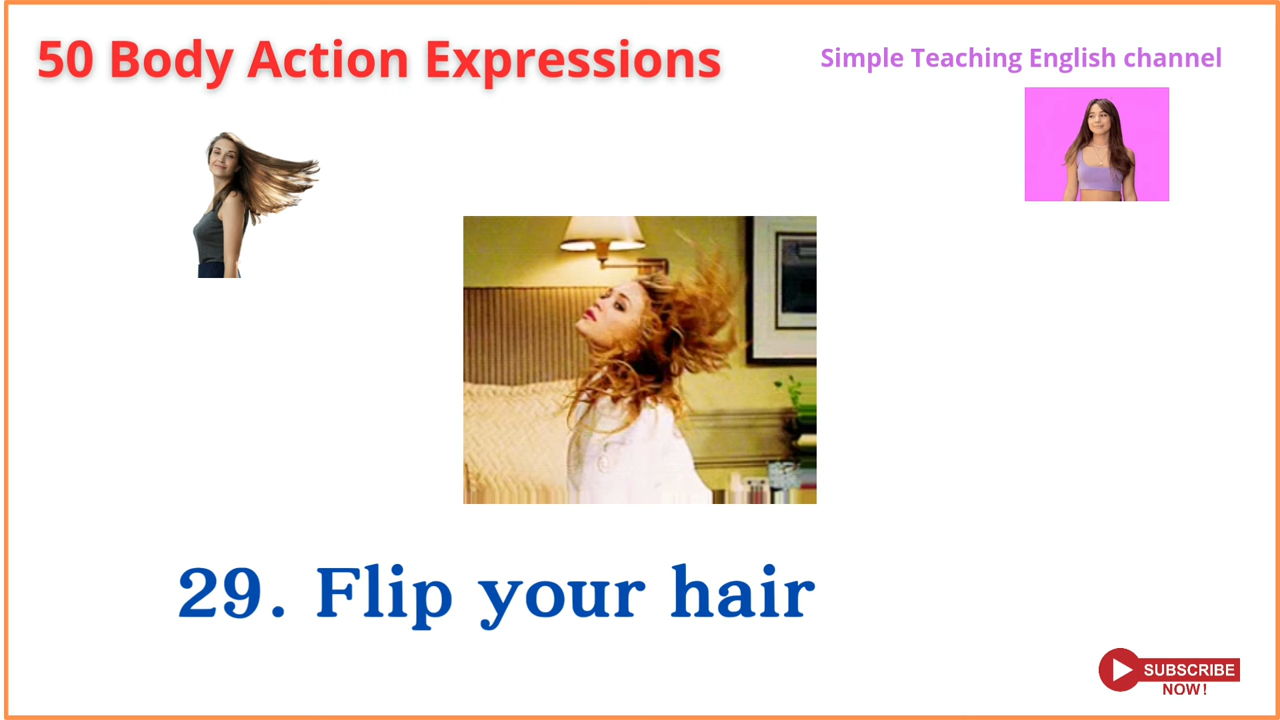 50 Body Action Expressions
Simple Teaching English channel
29. Flip your hair
SUBSCRIBE
NOW!